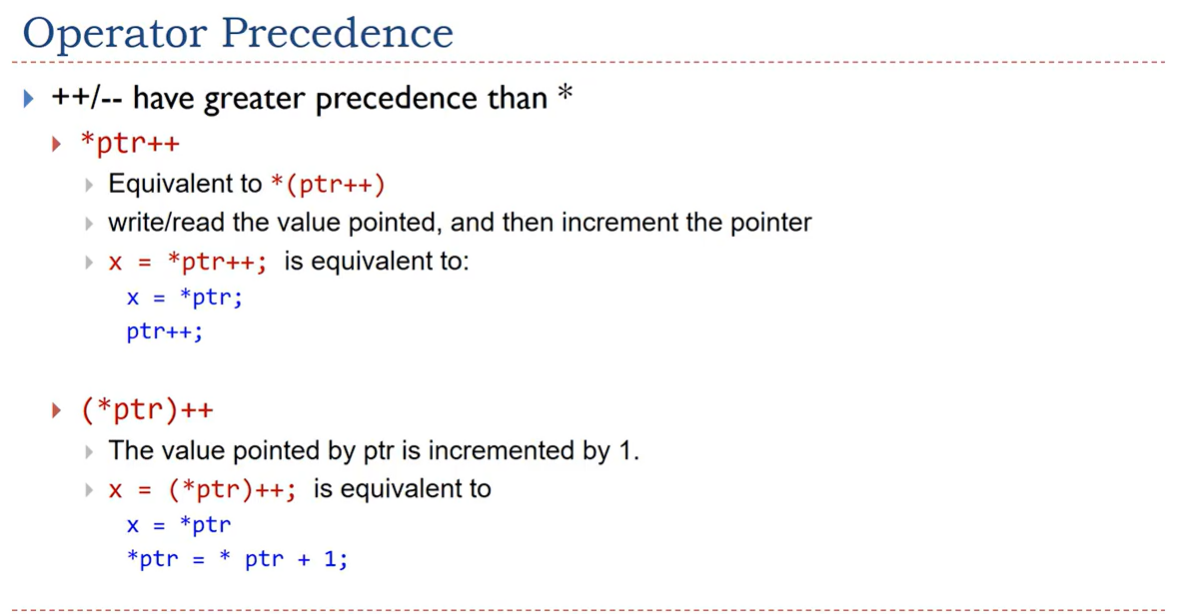 Operator Precedence
++/-- have greater precedence than *
*ptr++
Equivalent to *(ptr++)
write/read the value pointed, and then increment the pointer
x = *ptr++; is equivalent to:
x = *ptr;
ptr++;
(*ptr)++
The value pointed by ptr is incremented by 1.
x = (*ptr)++; is equivalent to
x = *ptr
*ptr = * ptr + 1;